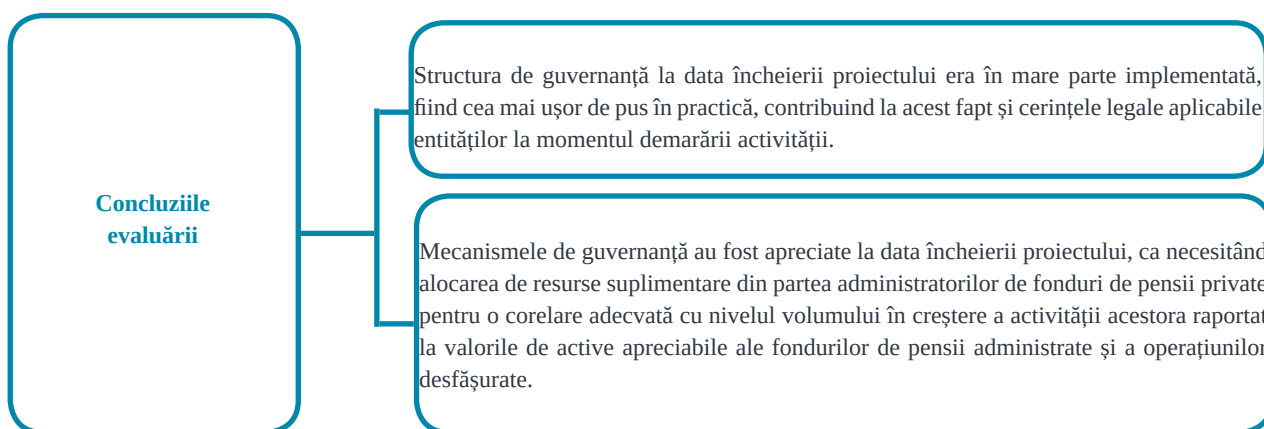 Concluziile
evaluării
Structura de guvernanță la data încheierii proiectului era în mare parte implementată,
fiind cea mai ușor de pus în practică, contribuind la acest fapt și cerințele legale aplicabile
entităților la momentul demarării activității.
Mecanismele de guvernanță au fost apreciate la data încheierii proiectului, ca necesitând
alocarea de resurse suplimentare din partea administratorilor de fonduri de pensii private
pentru o corelare adecvată cu nivelul volumului în creștere a activității acestora raportat
la valorile de active apreciabile ale fondurilor de pensii administrate și a operațiunilor
desfășurate.